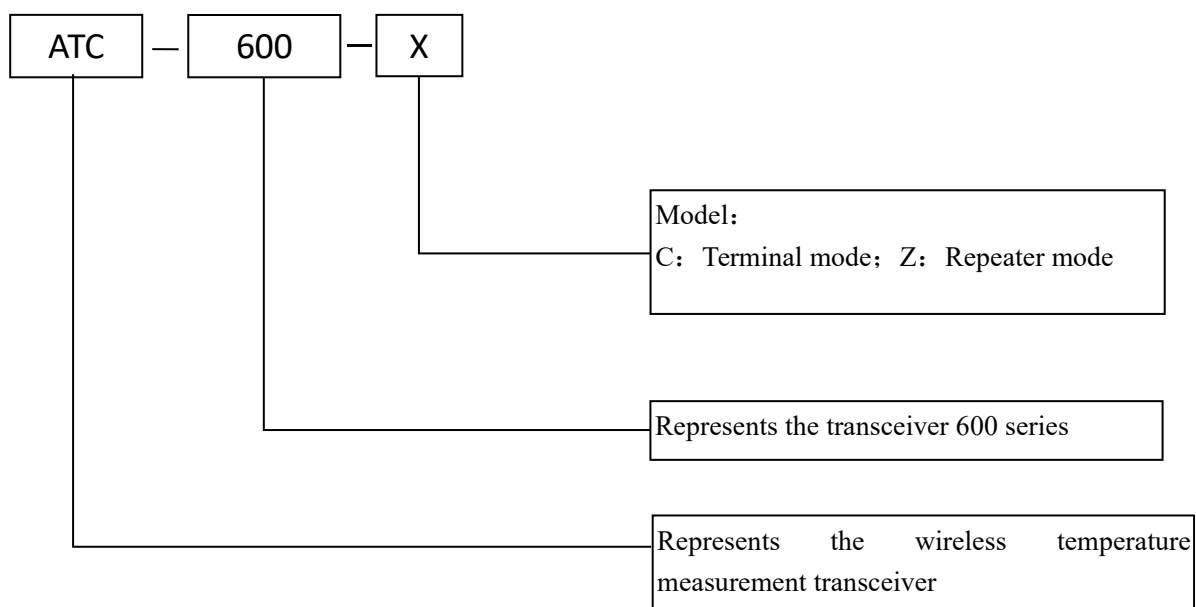 ATC — 600 — X
Model：
C： Terminal mode；Z： Repeater mode
Represents the transceiver 600 series
Represents the wireless temperature
measurement transceiver